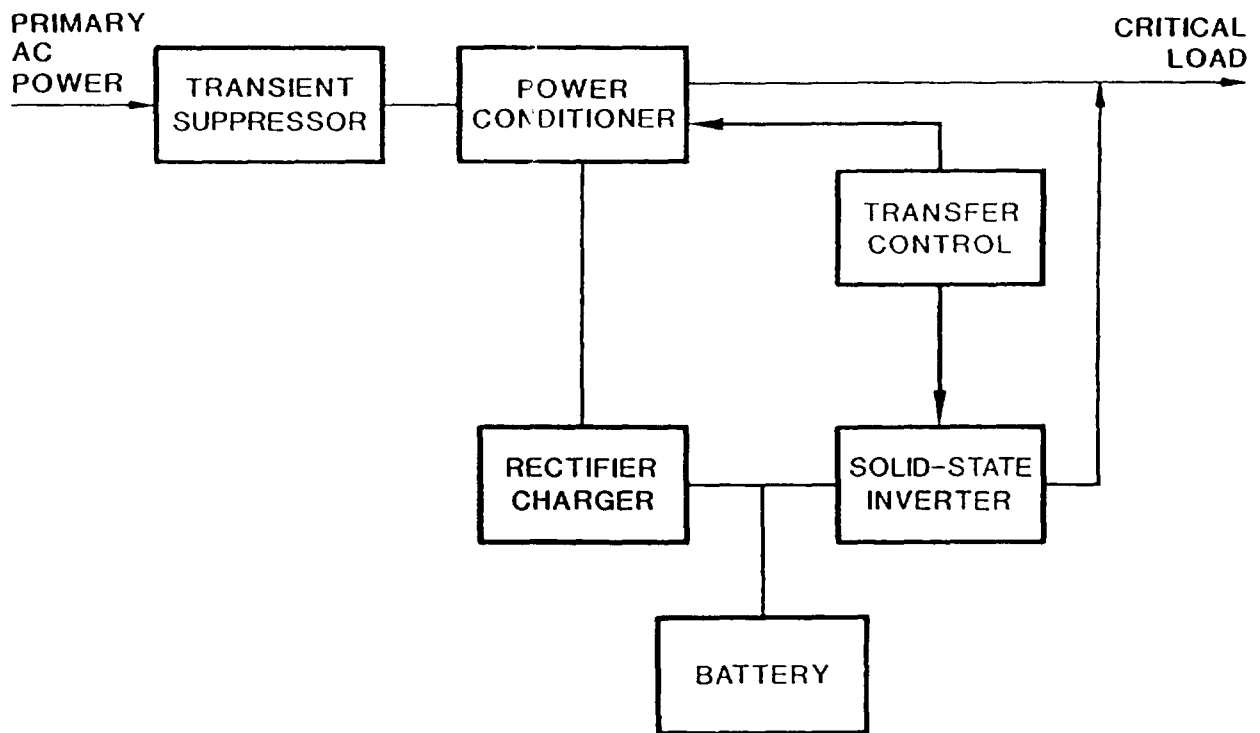 PRIMARY
AC
POWER
TRANSIENT
SUPPRESSOR
POWER
CONDITIONER
CRITICAL
LOAD
TRANSFER
CONTROL
RECTIFIER
CHARGER
SOLID-STATE
INVERTER
BATTERY